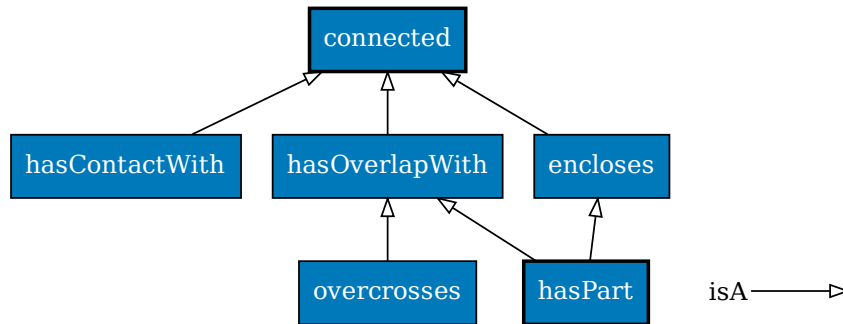 connected
hasContactWith
hasOverlapWith
encloses
overcrosses
hasPart
isA